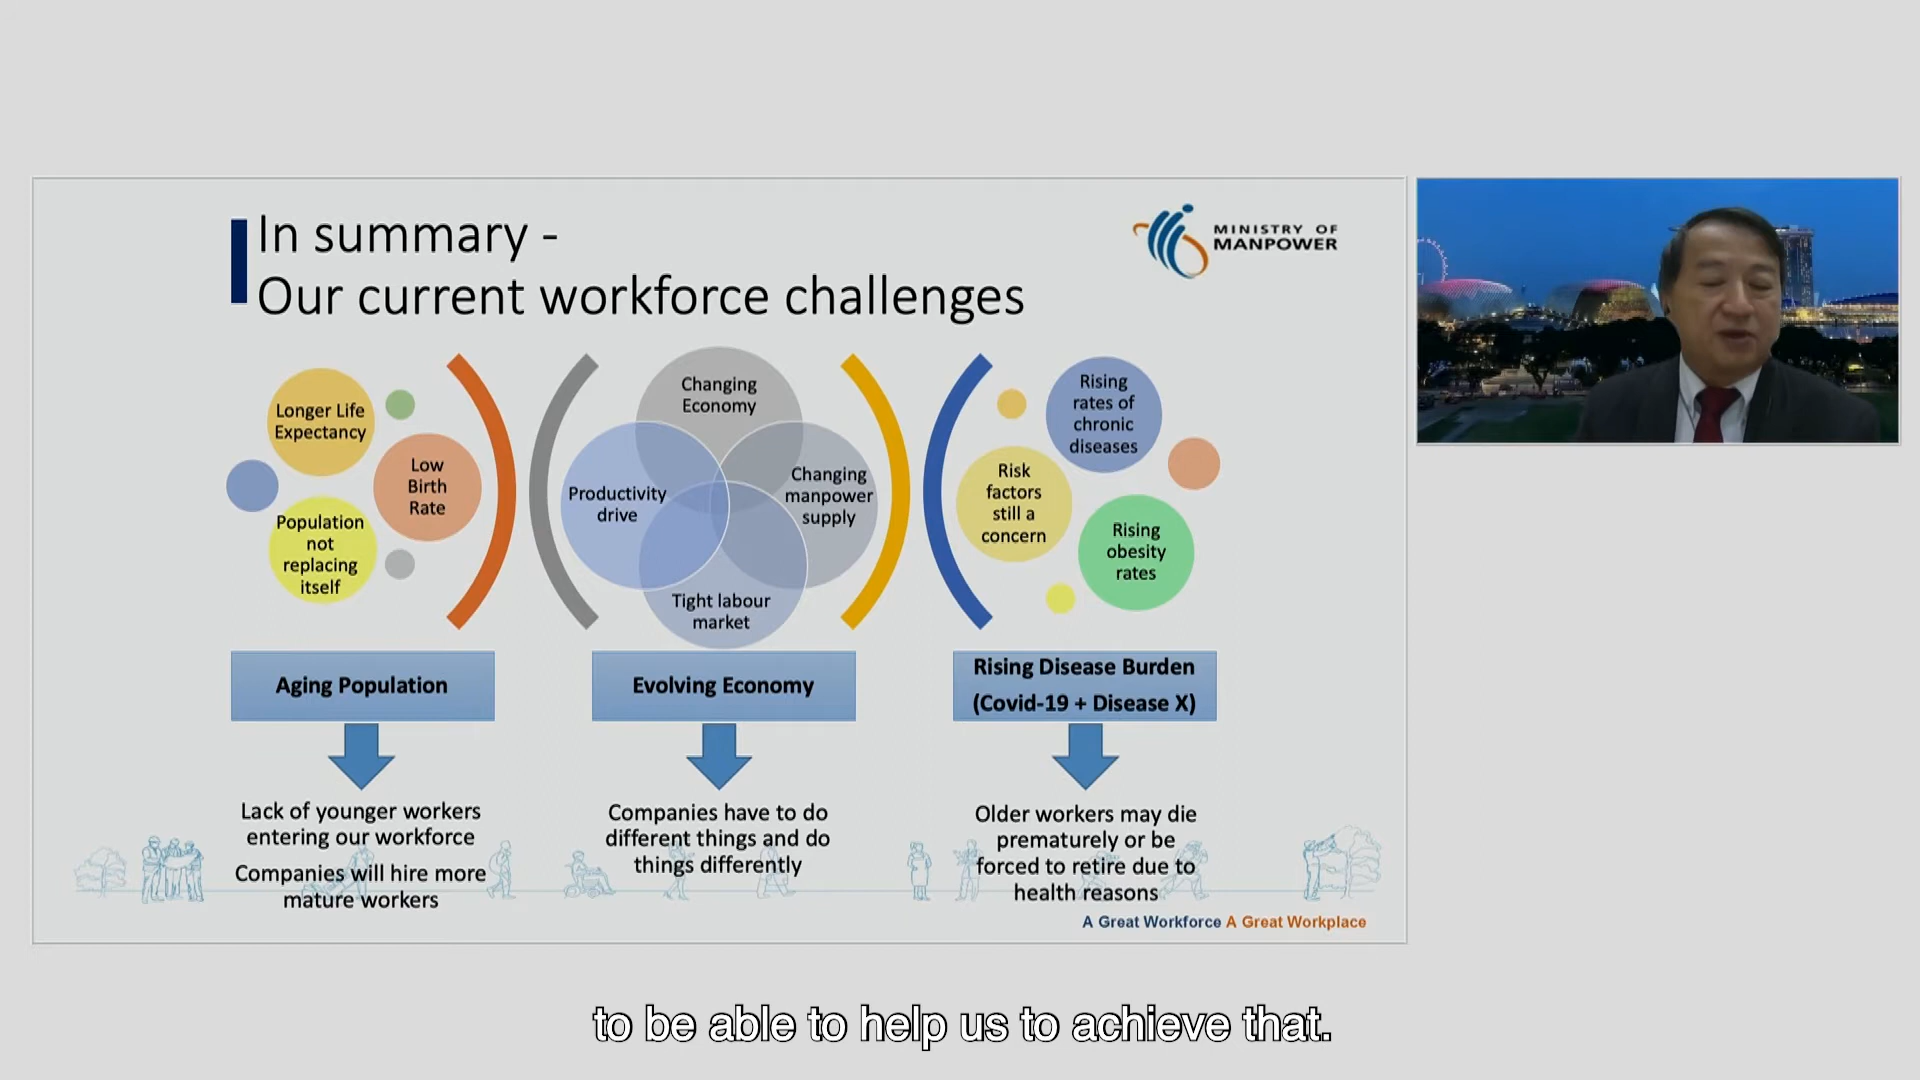 In summary -
Our current workforce challenges
MINISTRY OF
MANPOWER
Longer Life
Expectancy
Low
Birth
Rate
Population
not
replacing
itself
Changing
Economy
Productivity
drive
Changing
manpower
supply
Tight labour
market
Rising
rates of
chronic
diseases
Risk
factors
still a
concern
Rising
obesity
rates
Aging Population
Evolving Economy
Rising Disease Burden
(Covid-19 + Disease X)
Lack of younger workers
entering our workforce
Companies will hire more
mature workers
Companies have to do
different things and do
things differently
Older workers may die
prematurely or be
forced to retire due to
health reasons
A Great Workforce A Great Workplace
to be able to help us to achieve that.